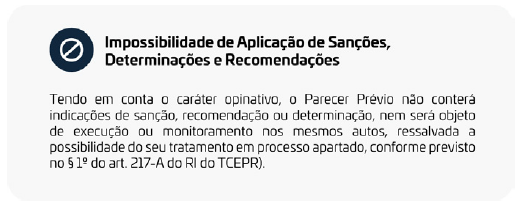 Impossibilidade de Aplicação de Sanções,
Determinações e Recomendações
Tendo em conta o caráter opinativo, o Parecer Prévio não conterá
indicações de sanção, recomendação ou determinação, nem será objeto
de execução ou monitoramento nos mesmos autos, ressalvada a
possibilidade do seu tratamento em processo apartado, conforme previsto
no § 1º do art. 217-A do RI do TCEPR).